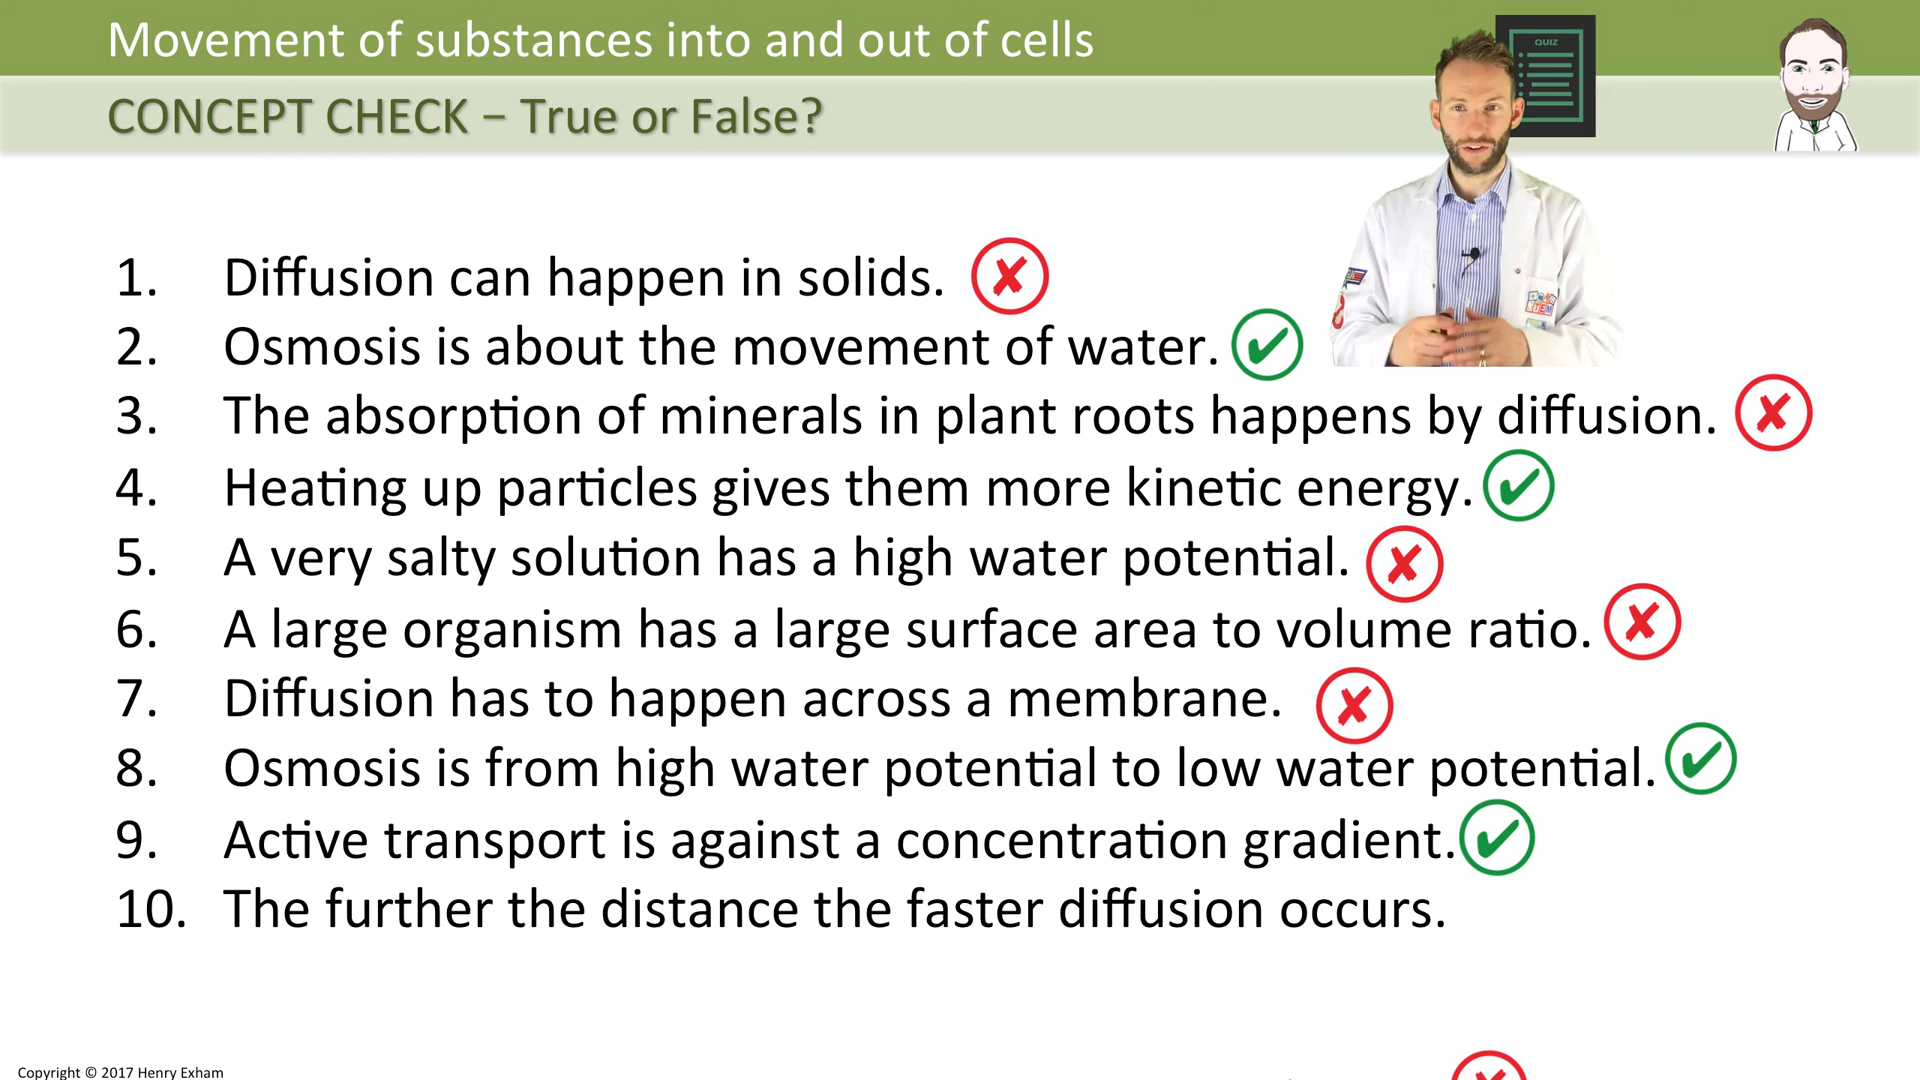 Movement of substances into and out of cells
QUIZ
CONCEPT CHECK – True or False?
1. Diffusion can happen in solids.
2. Osmosis is about the movement of water.
3. The absorption of minerals in plant roots happens by diffusion.
4. Heating up particles gives them more kinetic energy.
5. A very salty solution has a high water potential.
6. A large organism has a large surface area to volume ratio.
7. Diffusion has to happen across a membrane.
8. Osmosis is from high water potential to low water potential.
9. Active transport is against a concentration gradient.
10. The further the distance the faster diffusion occurs.
Copyright © 2017 Henry Exham